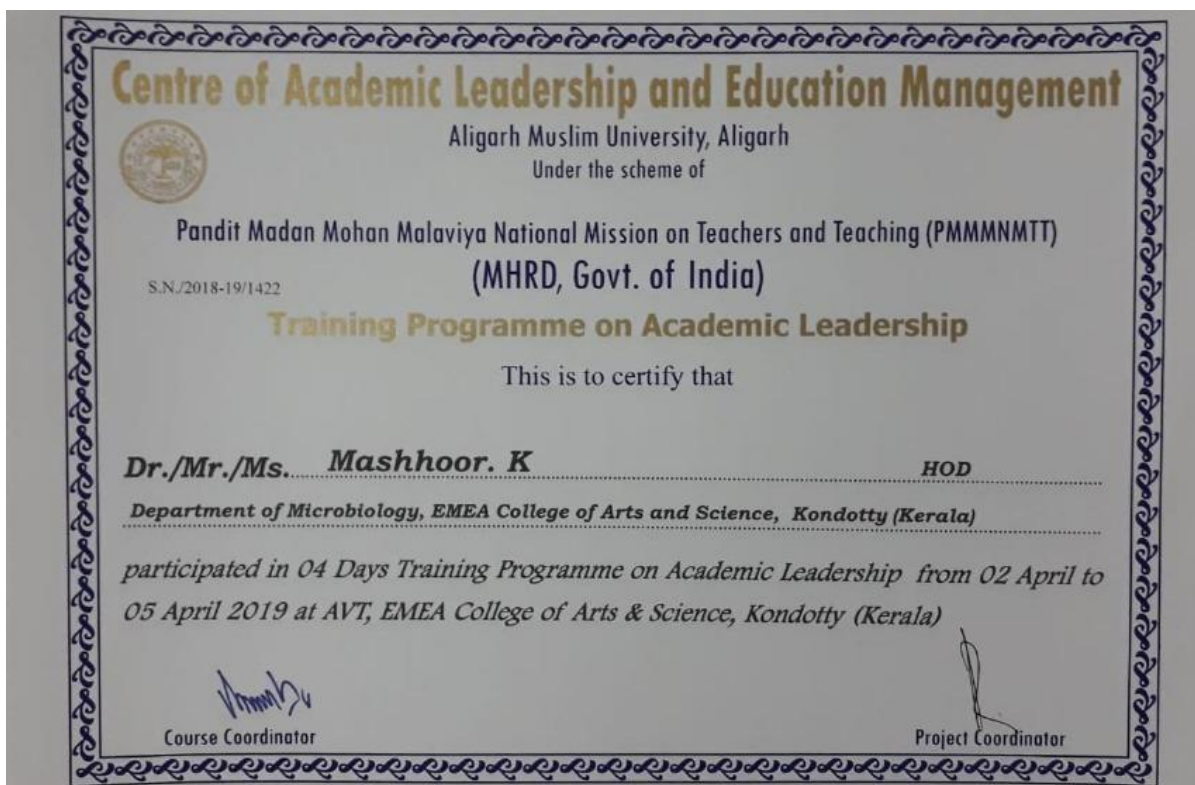 Centre of Academic Leadership and Education Management
Aligarh Muslim University, Aligarh
Under the scheme of
Pandit Madan Mohan Malaviya National Mission on Teachers and Teaching (PMMMNMTT)
(MHRD, Govt. of India)
S.N./2018-19/1422
Training Programme on Academic Leadership
This is to certify that
Dr./Mr./Ms. Mashhoor. K HOD
Department of Microbiology, EMEA College of Arts and Science, Kondotty (Kerala)
participated in 04 Days Training Programme on Academic Leadership from 02 April to
05 April 2019 at AVT, EMEA College of Arts & Science, Kondotty (Kerala)
Course Coordinator
Project Coordinator